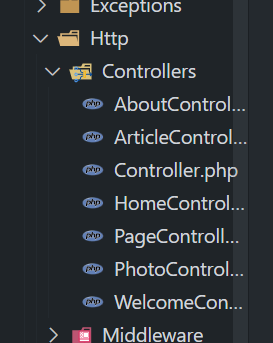 Exceptions
Http
Controllers
php AboutControl...
php ArticleControl...
php Controller.php
php HomeControl...
php PageControll...
php PhotoControl...
php WelcomeCon...
Middleware